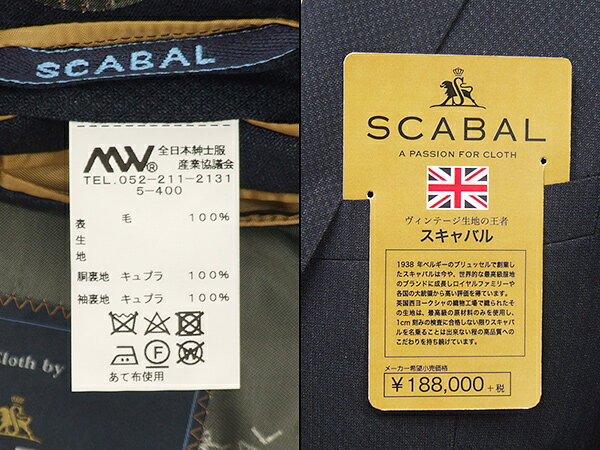 SCABAL
MW® 全日本紳士服
産業協議会
TEL.052-211-2131
5-400
表生地 毛 100%
胴裏地 キュプラ 100%
袖裏地 キュプラ 100%
F
W
あて布使用
Cloth by
SCABAL
A PASSION FOR CLOTH
ヴィンテージ生地の王者
スキャバル
1938年ベルギーのブリュッセルで創業し
たスキャバルは今や、世界的な最高級服地
のブランドに成長しロイヤルファミリーや
各国の大統領から高い評価を得ています。
英国西ヨークシャの織物工場で織られたそ
の生地は、最高級の原材料のみを使用し、
1cm刻みの検査に合格しない限りスキャバ
ルを名乗ることは出来ない程の高品質への
こだわりを持ち続けています。
メーカー希望小売価格
¥188,000+税